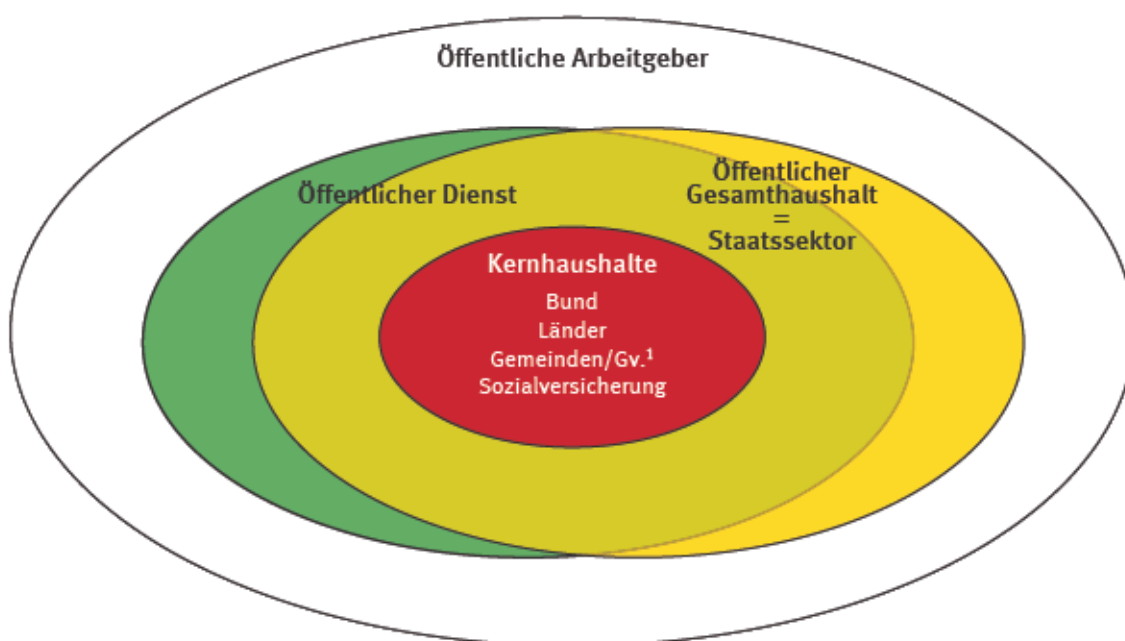 Öffentliche Arbeitgeber
Öffentlicher Dienst
Öffentlicher
Gesamthaushalt
=
Staatssektor
Kernhaushalte
Bund
Länder
Gemeinden/Gv.¹
Sozialversicherung